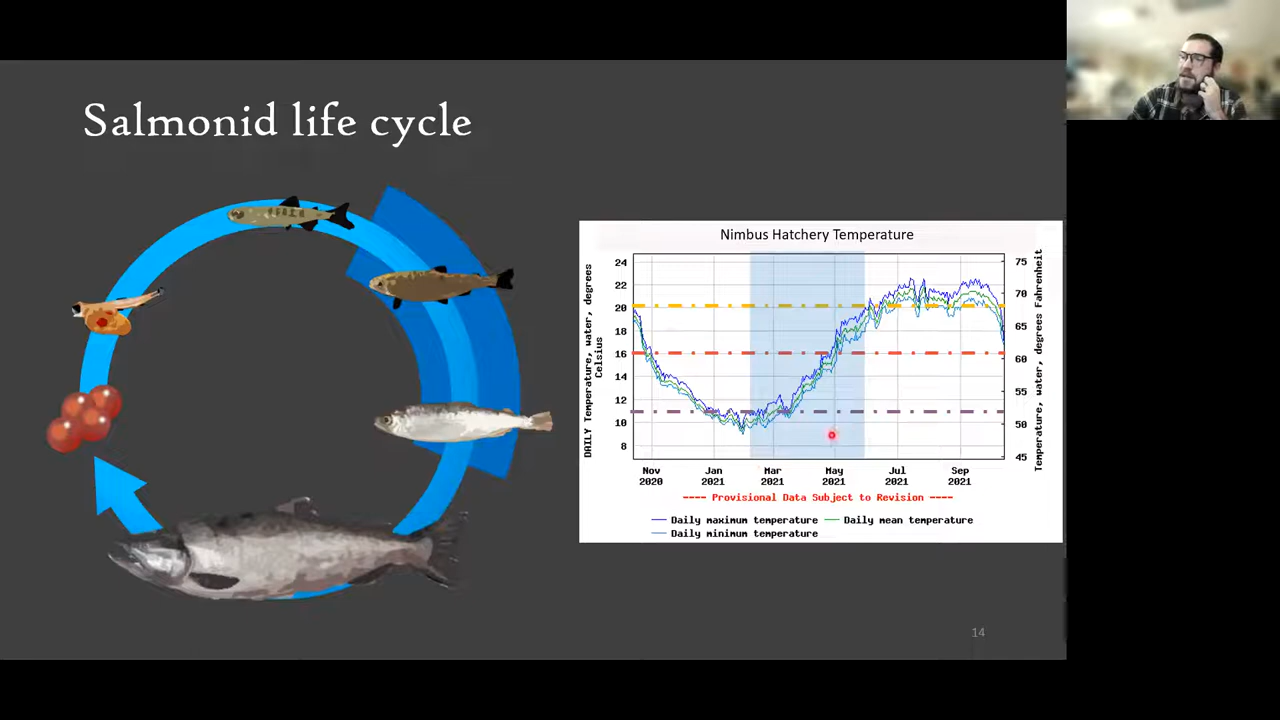 Salmonid life cycle
Nimbus Hatchery Temperature
DAILY Temperature, water, degrees
Celsius
24
22
20
18
16
14
12
10
8
75
70
65
60
55
50
45
Temperature, water, degrees Fahrenheit
Nov Jan Mar May Jul Sep
2020 2021 2021 2021 2021 2021
---- Provisional Data Subject to Revision ----
Daily maximum temperature Daily mean temperature
Daily minimum temperature
14